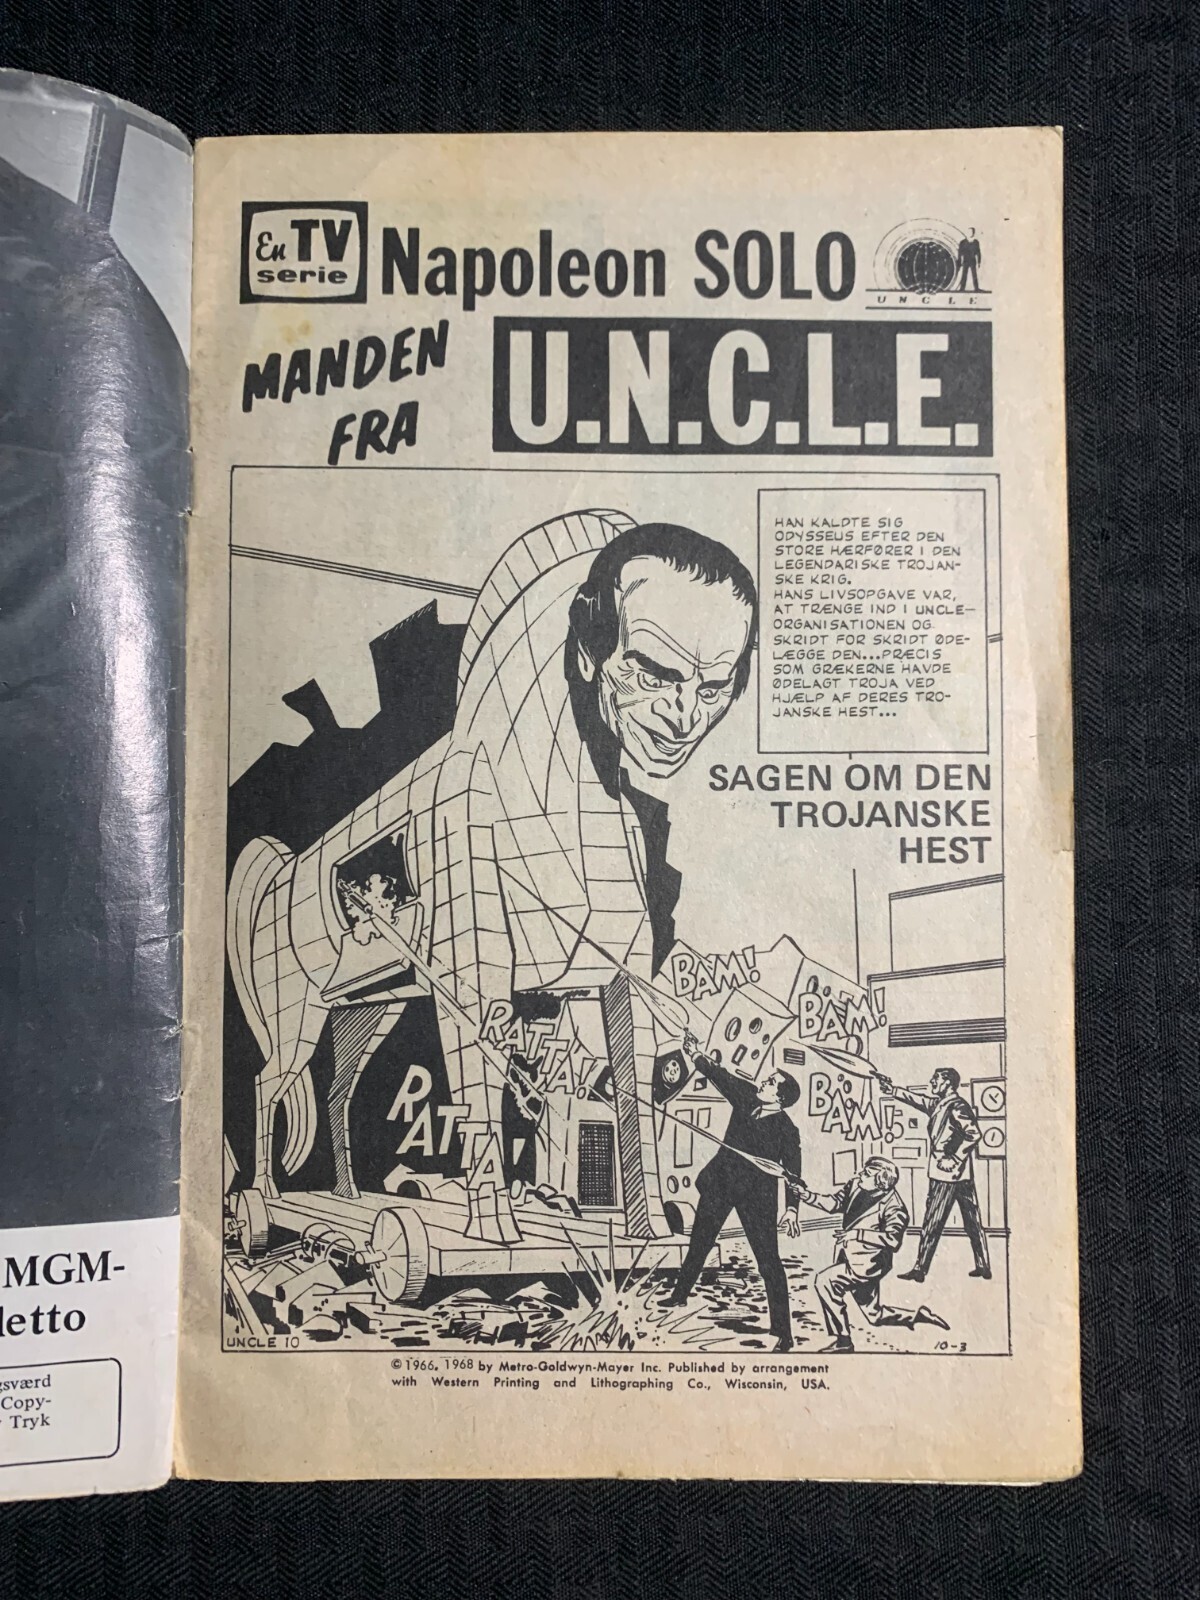 En TV
serie
Napoleon SOLO
UNCLE
MANDEN
FRA
U.N.C.L.E.
HAN KALDTE SIG
ODYSSEUS EFTER DEN
STORE HÆRFØRER I DEN
LEGENDARISKE TROJAN-
SKE KRIG.
HANS LIVSOPGAVE VAR,
AT TRÆNGE IND I UNCLE-
ORGANISATIONEN OG
SKRIDT FOR SKRIDT ØDE-
LÆGGE DEN...PRÆCIS
SOM GRÆKERNE HAVDE
ØDELAGT TROJA VED
HJÆLP AF DERES TRO-
JANSKE HEST...
SAGEN OM DEN
TROJANSKE
HEST
BAM!
BAM!
RATTA!
BAM!
RATTA!
UNCLE 10
10-3
© 1966, 1968 by Metro-Goldwyn-Mayer Inc. Published by arrangement
with Western Printing and Lithographing Co., Wisconsin, USA.
MGM-
letto
gsværd
Copy-
Tryk